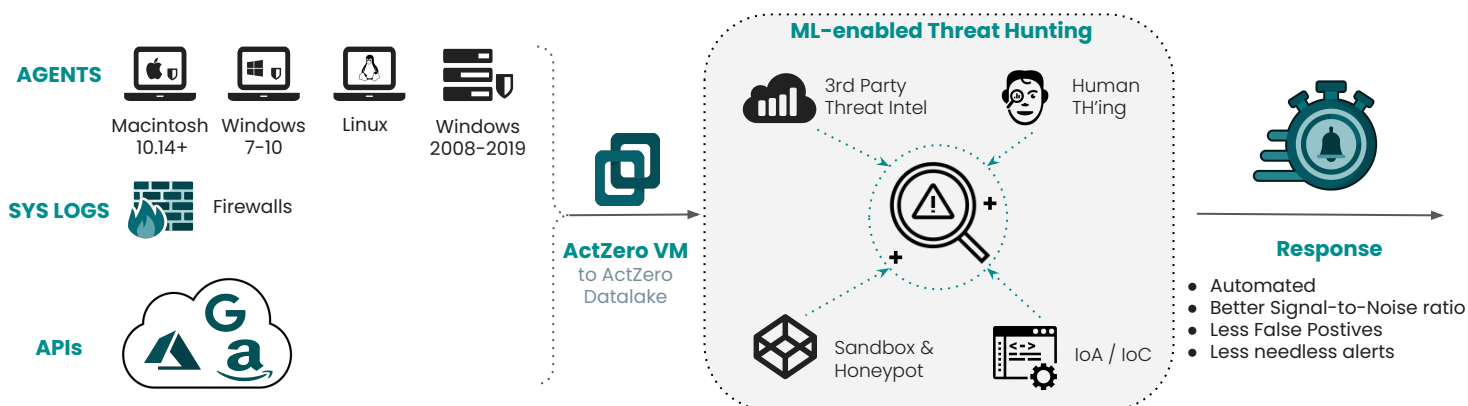 AGENTS
Macintosh
10.14+
Windows
7-10
Linux
Windows
2008-2019
SYS LOGS
Firewalls
APIs
G
a
ActZero VM
to ActZero
Datalake
ML-enabled Threat Hunting
3rd Party
Threat Intel
Human
TH'ing
Sandbox &
Honeypot
IoA / IoC
Response
● Automated
● Better Signal-to-Noise ratio
● Less False Postives
● Less needless alerts